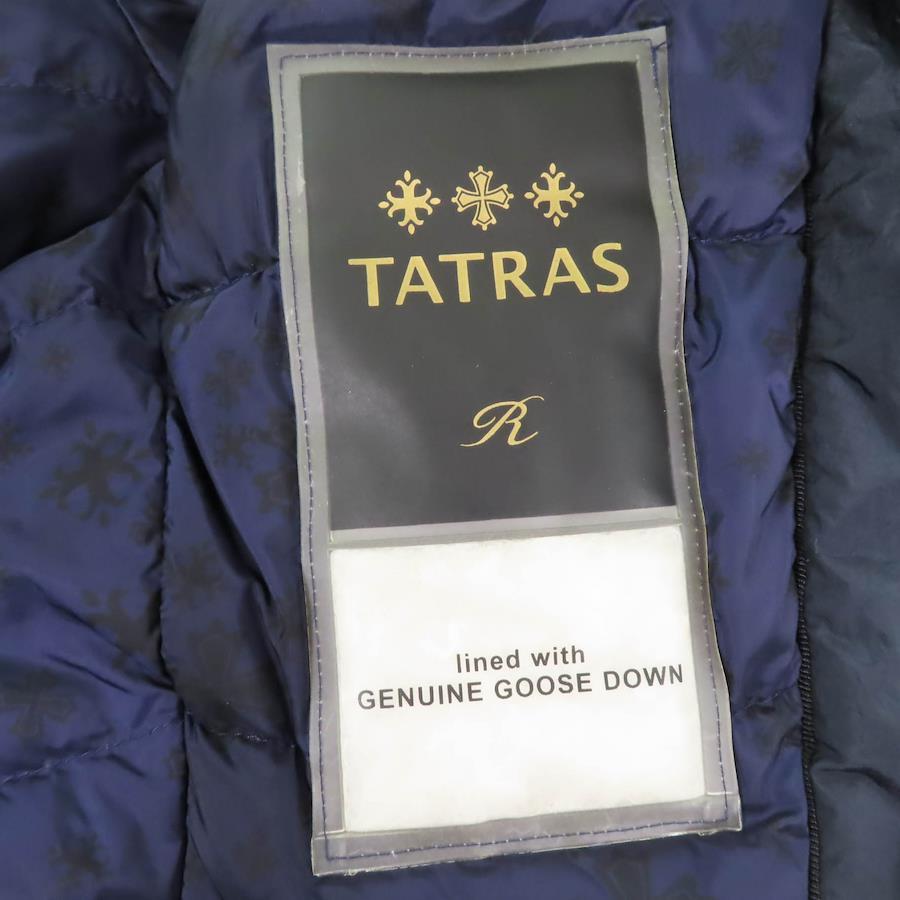 TATRAS
R
lined with
GENUINE GOOSE DOWN